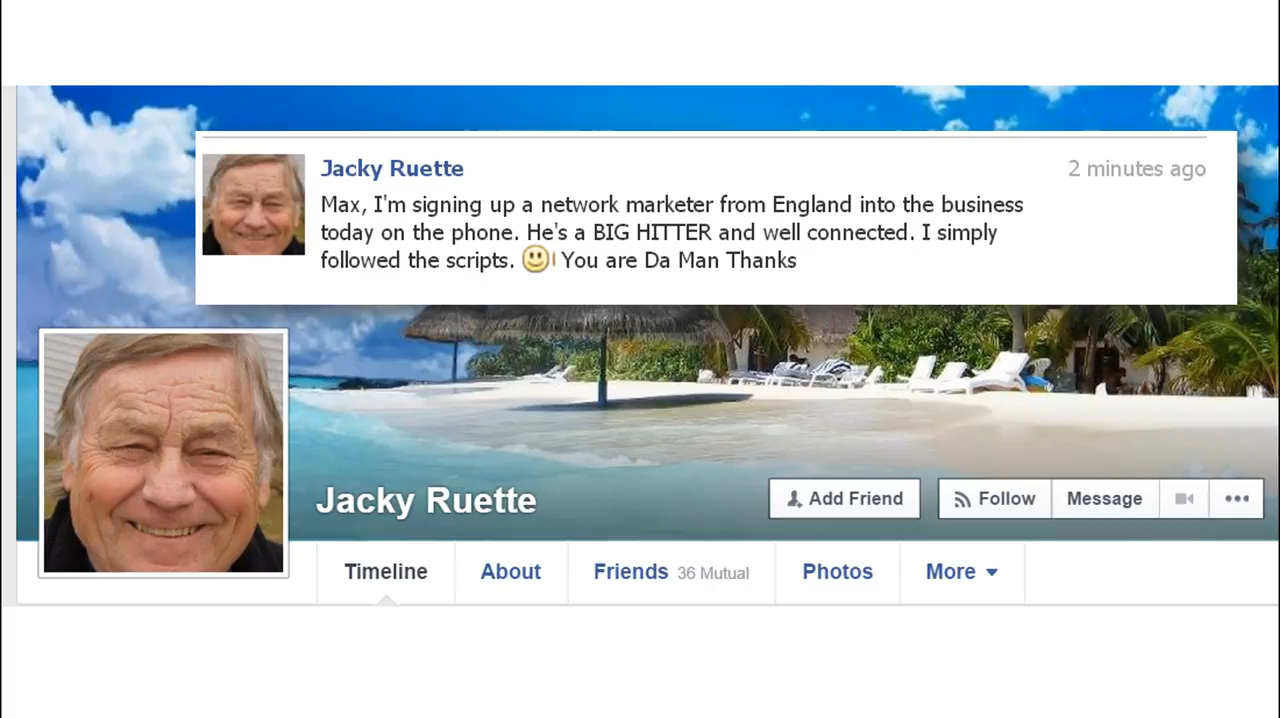 Jacky Ruette
2 minutes ago
Max, I'm signing up a network marketer from England into the business
today on the phone. He's a BIG HITTER and well connected. I simply
followed the scripts. You are Da Man Thanks
Jacky Ruette
Add Friend
Follow
Message
Timeline
About
Friends 36 Mutual
Photos
More